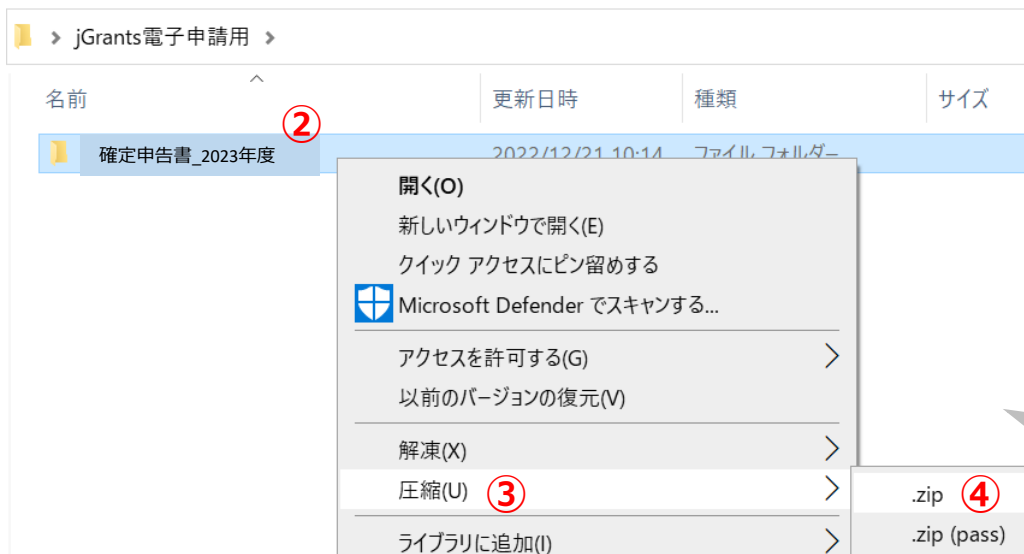 jGrants電子申請用
名前 更新日時 種類 サイズ
②
確定申告書_2023年度 2022/12/21 10:14 ファイル フォルダー
開く(O)
新しいウィンドウで開く(E)
クイック アクセスにピン留めする
Microsoft Defender でスキャンする...
アクセスを許可する(G)
以前のバージョンの復元(V)
解凍(X)
圧縮(U) ③
.zip ④
.zip (pass)
ライブラリに追加(I)